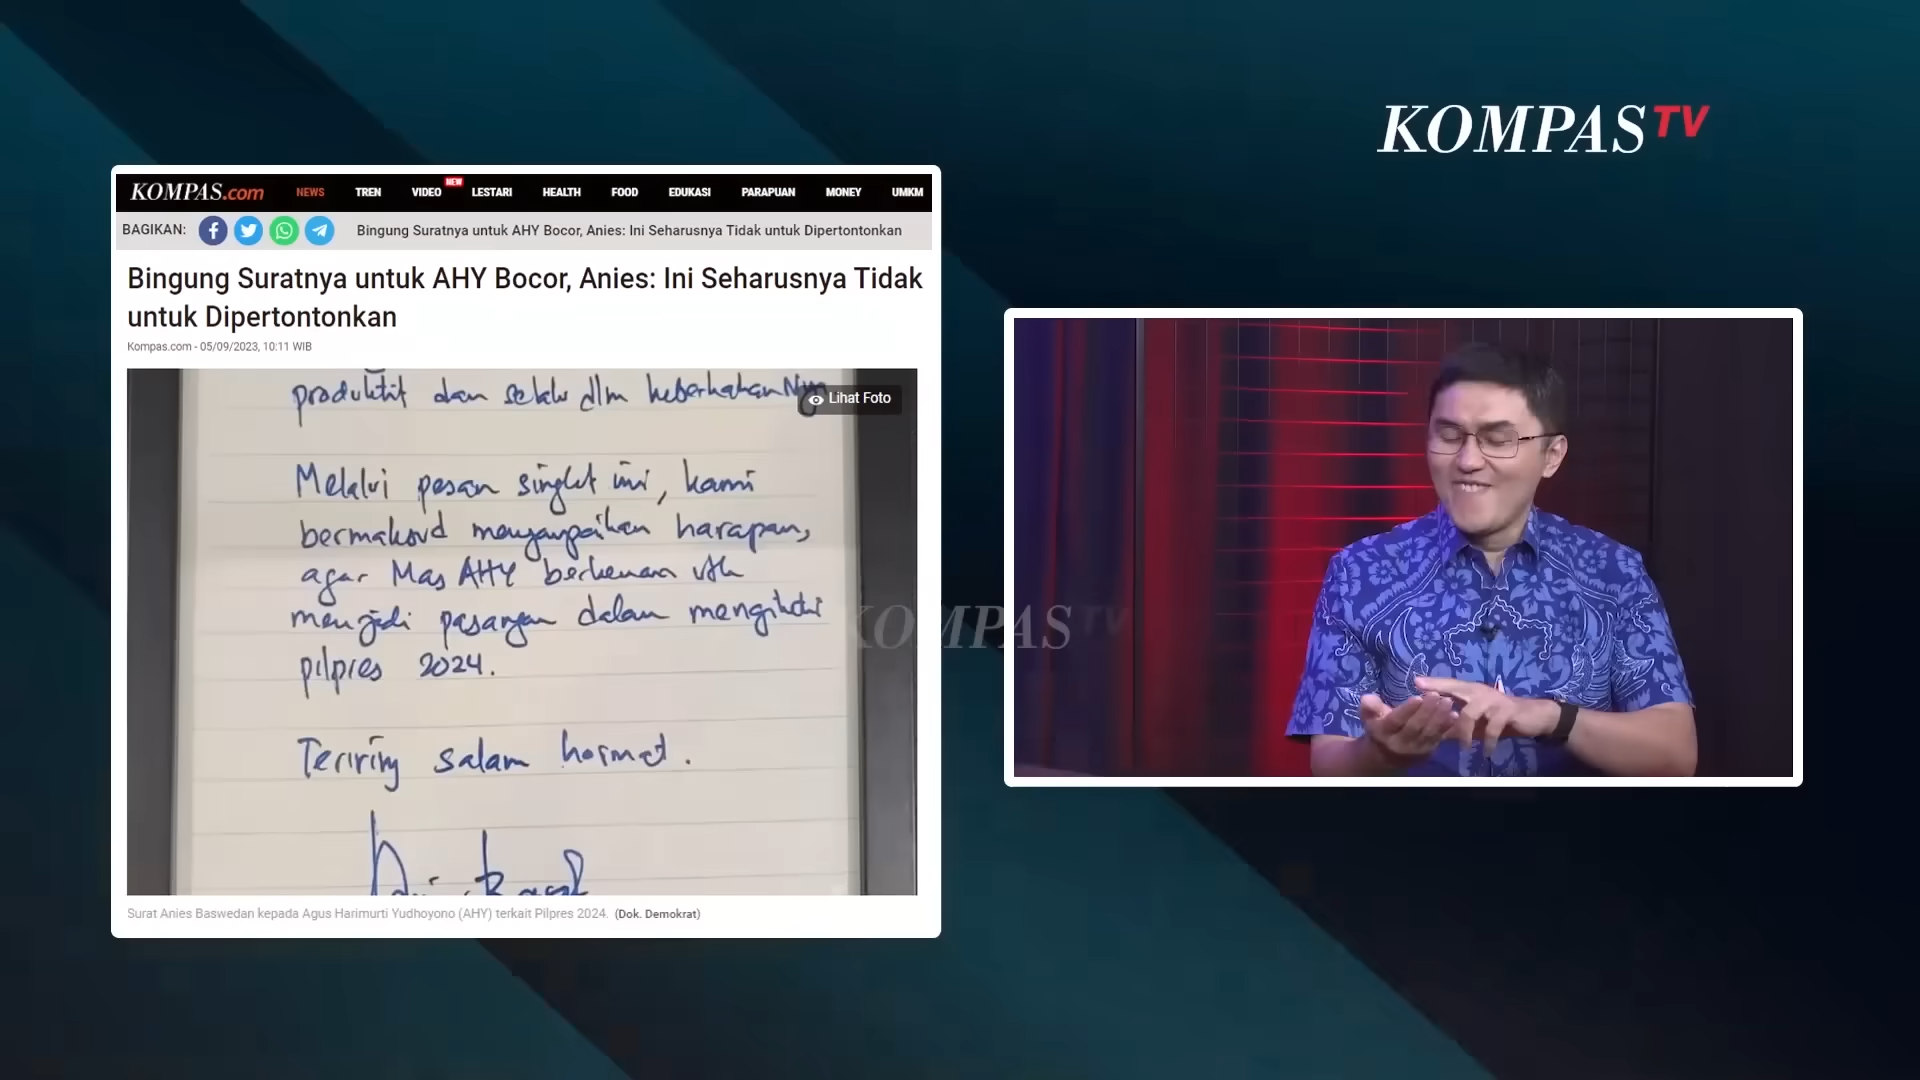 KOMPAS TV
KOMPAS.com NEWS TREN VIDEO NEW LESTARI HEALTH FOOD EDUKASI PARAPUAN MONEY UMKM
BAGIKAN: Bingung Suratnya untuk AHY Bocor, Anies: Ini Seharusnya Tidak untuk Dipertontonkan
Bingung Suratnya untuk AHY Bocor, Anies: Ini Seharusnya Tidak
untuk Dipertontonkan
Kompas.com - 05/09/2023, 10:11 WIB
produktif dan selalu dlm keberkahanNya
Lihat Foto
Melalui pesan singkat ini, kami
bermaksud menyampaikan harapan,
agar Mas AHY berkenan utk
menjadi pasangan dalam mengikuti
pilpres 2024.
Teriring salam hormat.
Surat Anies Baswedan kepada Agus Harimurti Yudhoyono (AHY) terkait Pilpres 2024. (Dok. Demokrat)
KOMPAS TV